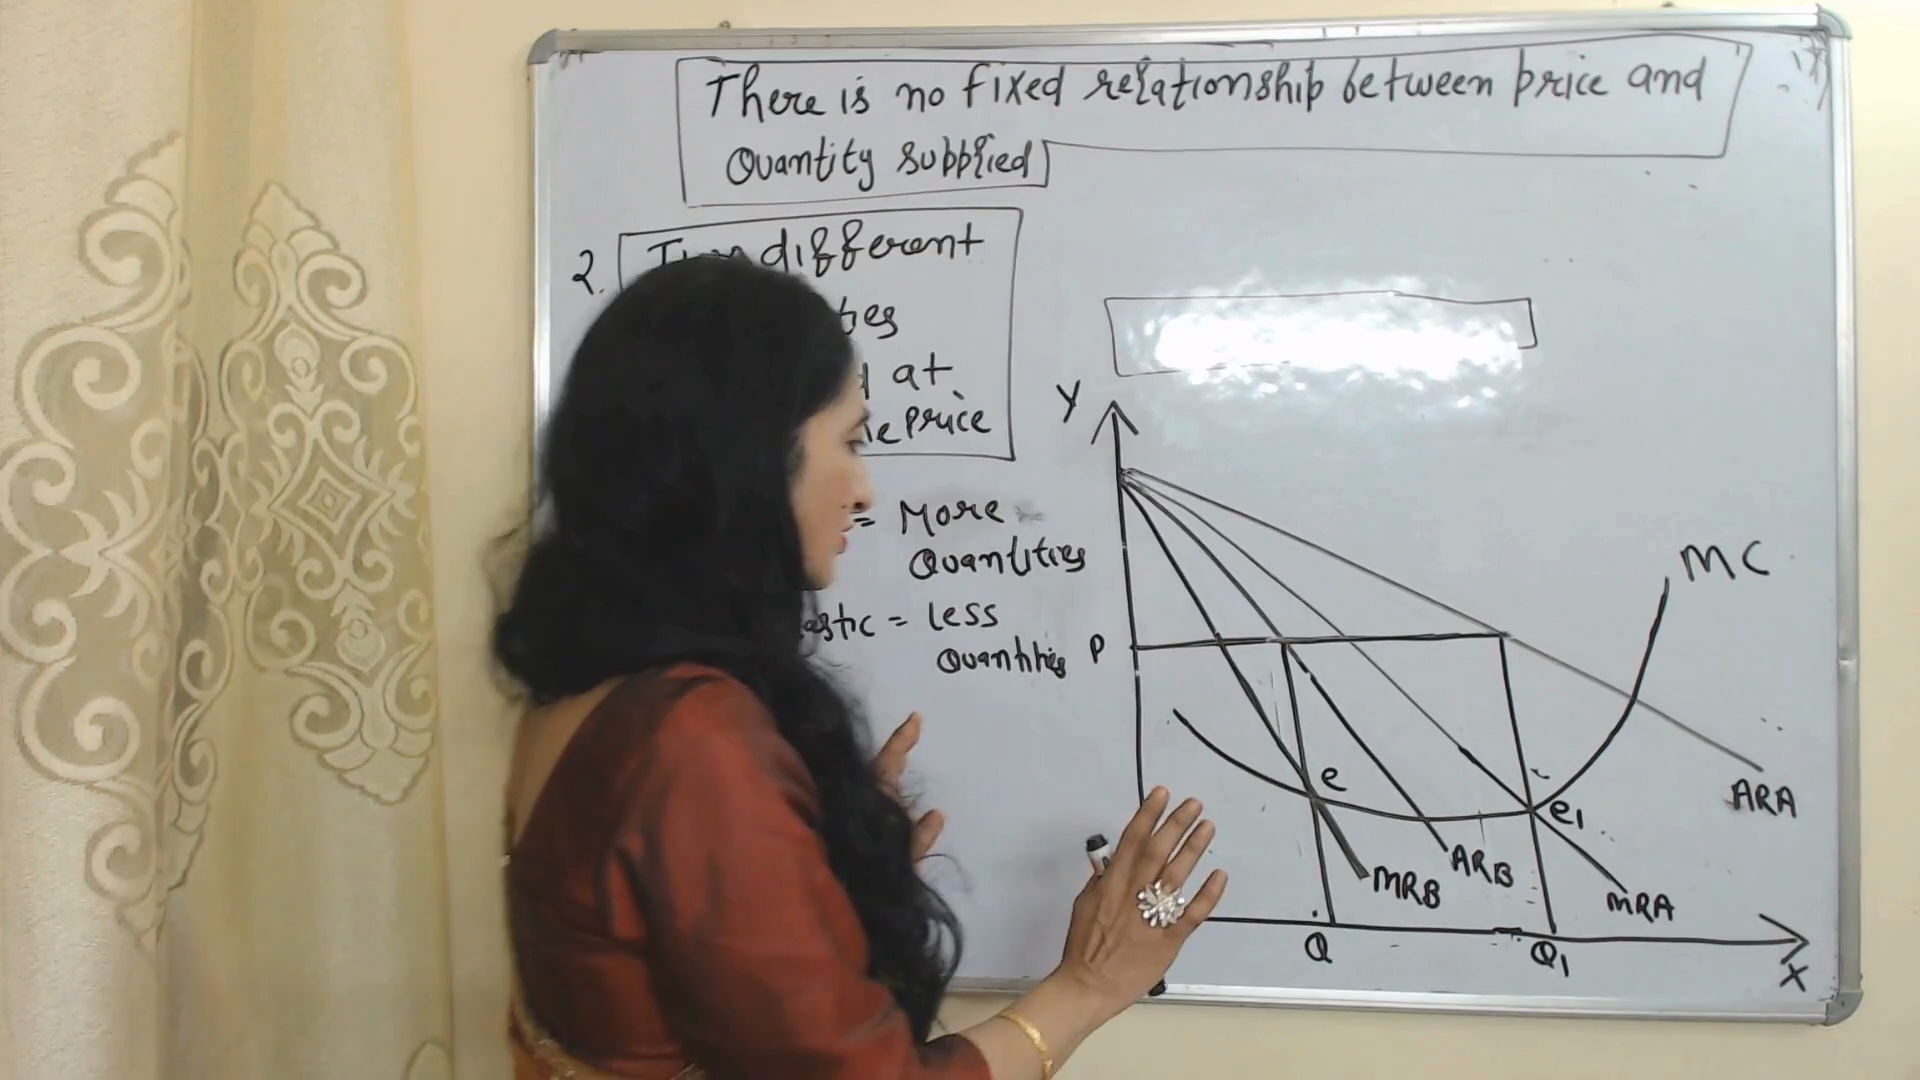 There is no fixed relationship between price and
Quantity supplied
2.
different
at
Price
= More
Quantities
= Less
Quantities
Y
P
MC
e
e1
ARA
ARB
MRB
MRA
Q
Q1
X